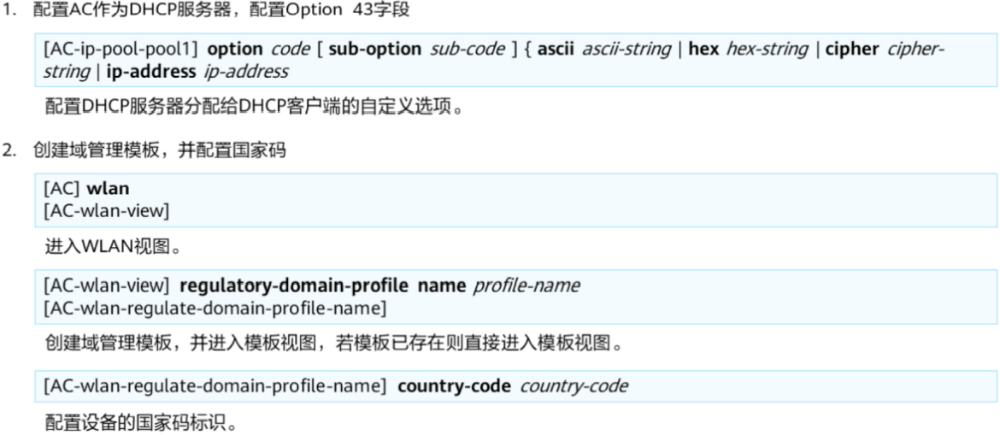 1. 配置AC作为DHCP服务器，配置Option 43字段
[AC-ip-pool-pool1] option code [ sub-option sub-code ] { ascii ascii-string | hex hex-string | cipher cipher-
string | ip-address ip-address
配置DHCP服务器分配给DHCP客户端的自定义选项。
2. 创建域管理模板，并配置国家码
[AC] wlan
[AC-wlan-view]
进入WLAN视图。
[AC-wlan-view] regulatory-domain-profile name profile-name
[AC-wlan-regulate-domain-profile-name]
创建域管理模板，并进入模板视图，若模板已存在则直接进入模板视图。
[AC-wlan-regulate-domain-profile-name] country-code country-code
配置设备的国家码标识。